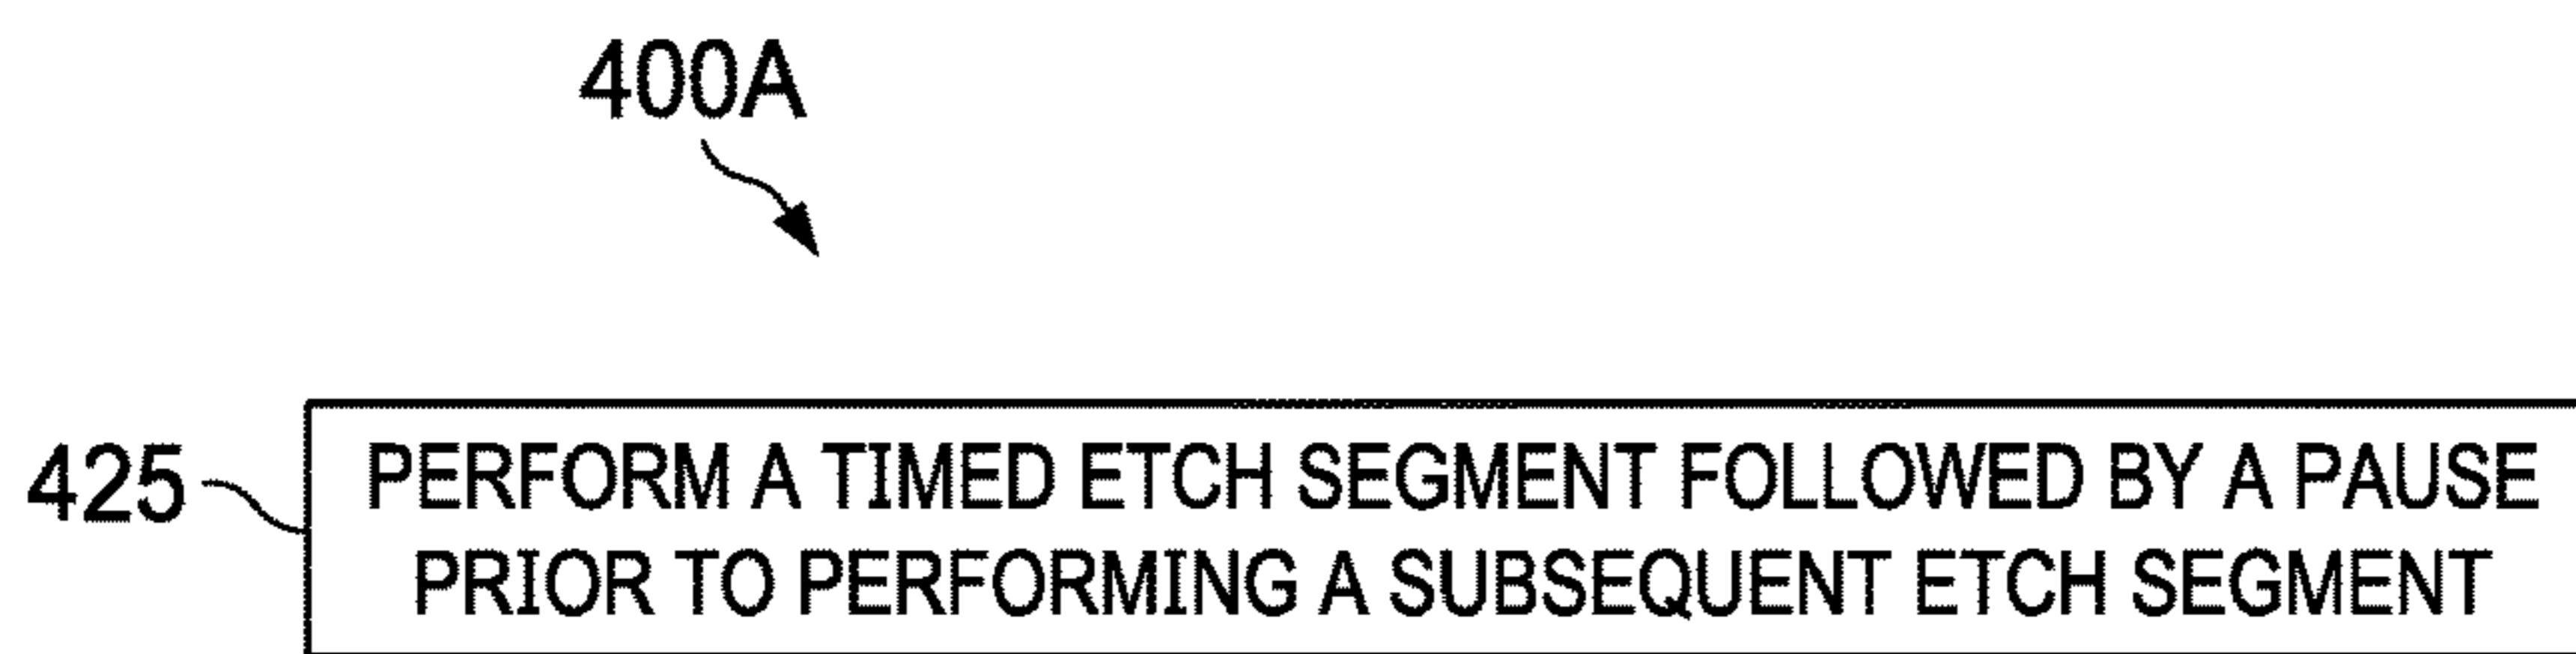 400A
425
PERFORM A TIMED ETCH SEGMENT FOLLOWED BY A PAUSE
PRIOR TO PERFORMING A SUBSEQUENT ETCH SEGMENT